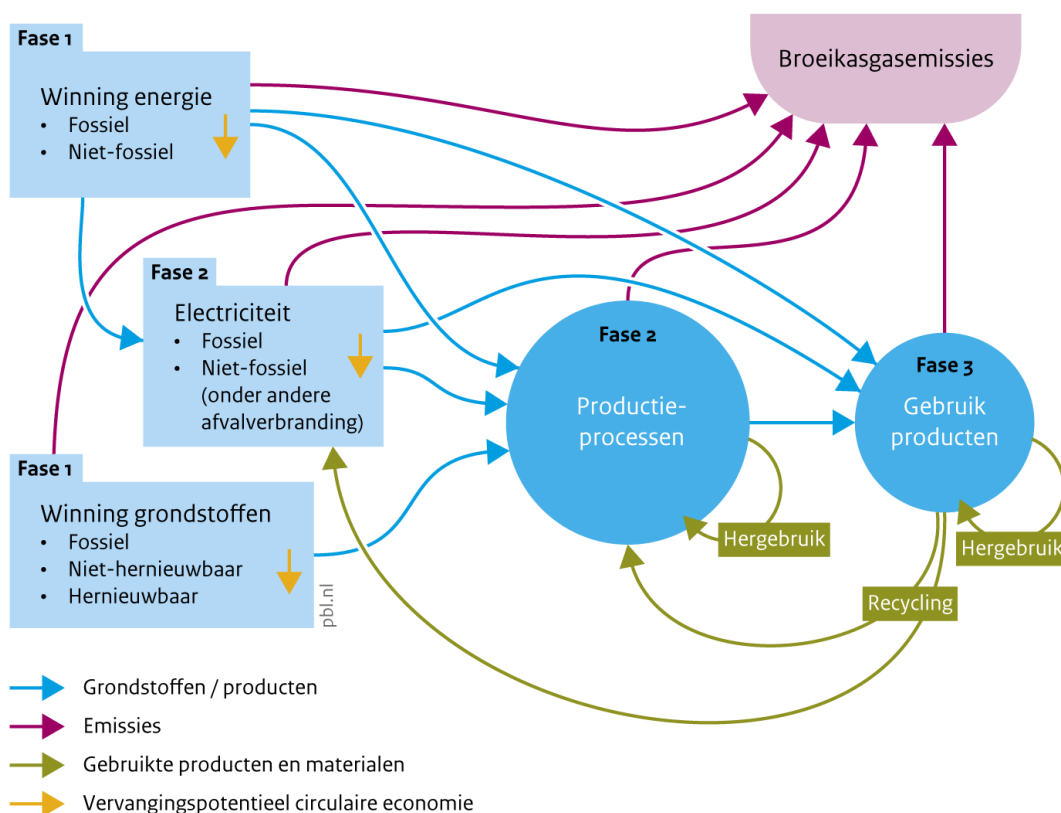 Fase 1
Winning energie
• Fossiel
• Niet-fossiel
Broeikasgasemissies
Fase 2
Electriciteit
• Fossiel
• Niet-fossiel
(onder andere
afvalverbranding)
Fase 2
Productie-
processen
Fase 3
Gebruik
producten
Fase 1
Winning grondstoffen
• Fossiel
• Niet-hernieuwbaar
• Hernieuwbaar
pbl.nl
Hergebruik
Hergebruik
Recycling
Grondstoffen / producten
Emissies
Gebruikte producten en materialen
Vervangingspotentieel circulaire economie